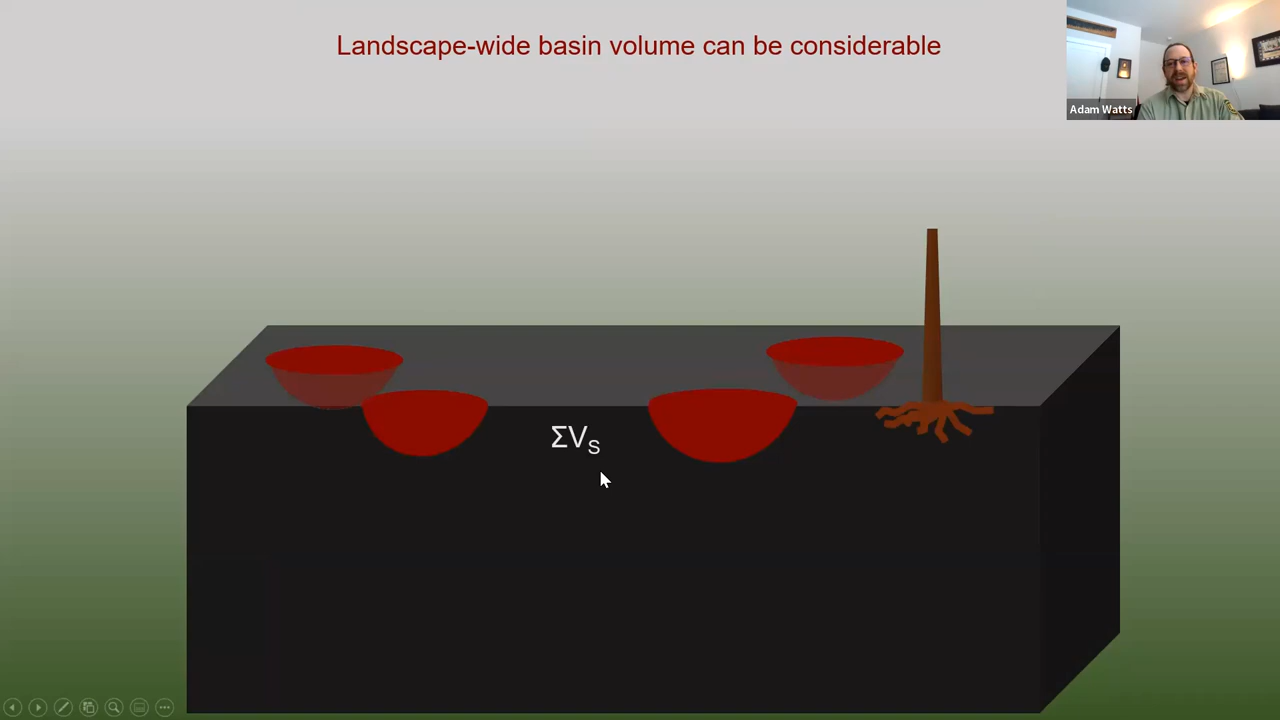 Landscape-wide basin volume can be considerable
Adam Watts
ΣVS